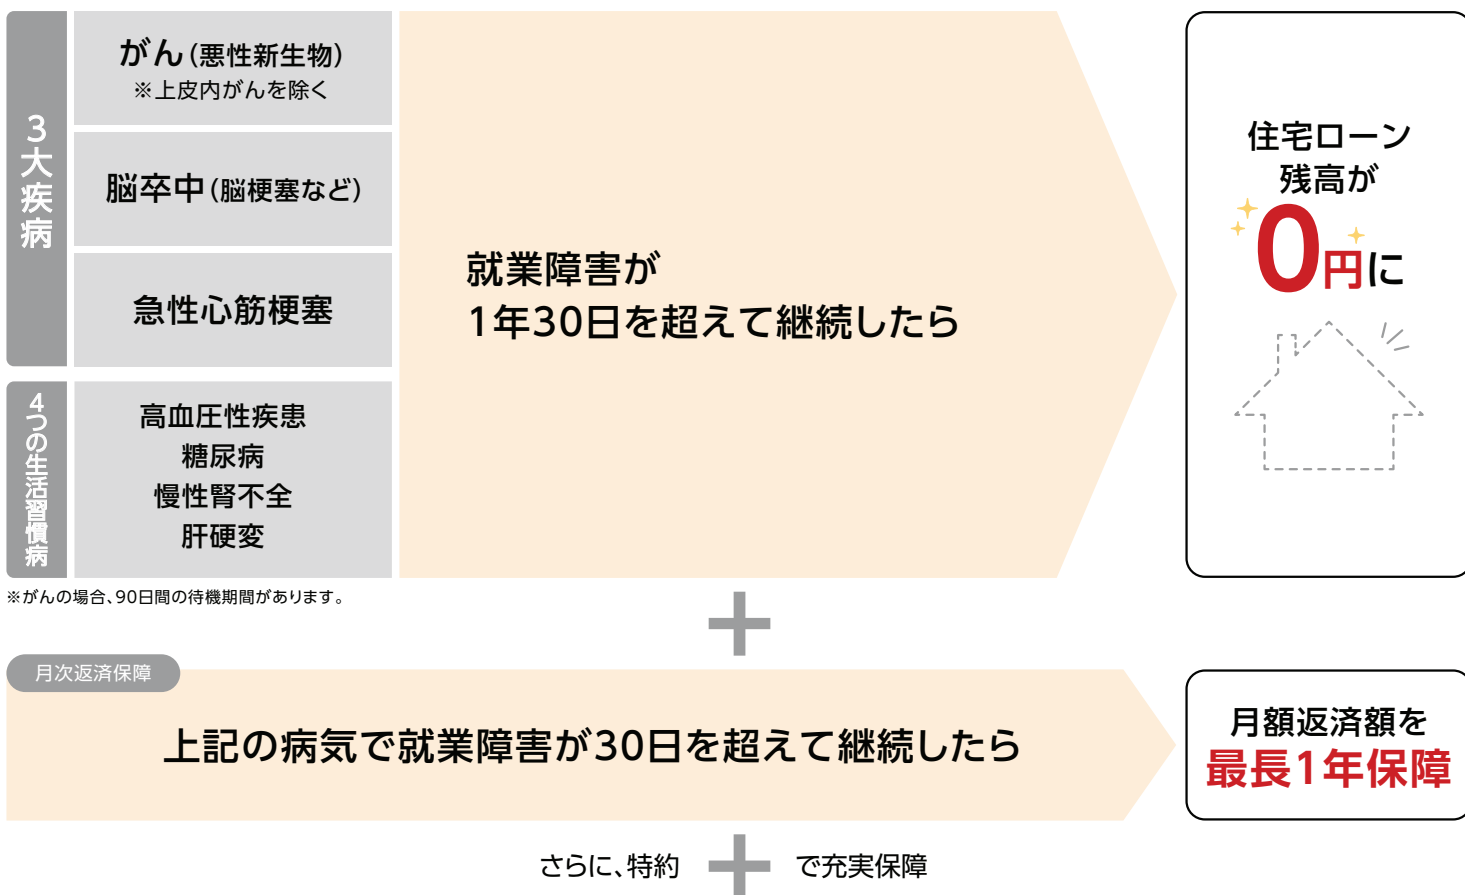 3大疾病
がん(悪性新生物)
※上皮内がんを除く
脳卒中(脳梗塞など)
急性心筋梗塞
4つの生活習慣病
高血圧性疾患
糖尿病
慢性腎不全
肝硬変
就業障害が
1年30日を超えて継続したら
住宅ローン
残高が
0円に
※がんの場合、90日間の待機期間があります。
月次返済保障
上記の病気で就業障害が30日を超えて継続したら
月額返済額を
最長1年保障
さらに、特約 + で充実保障